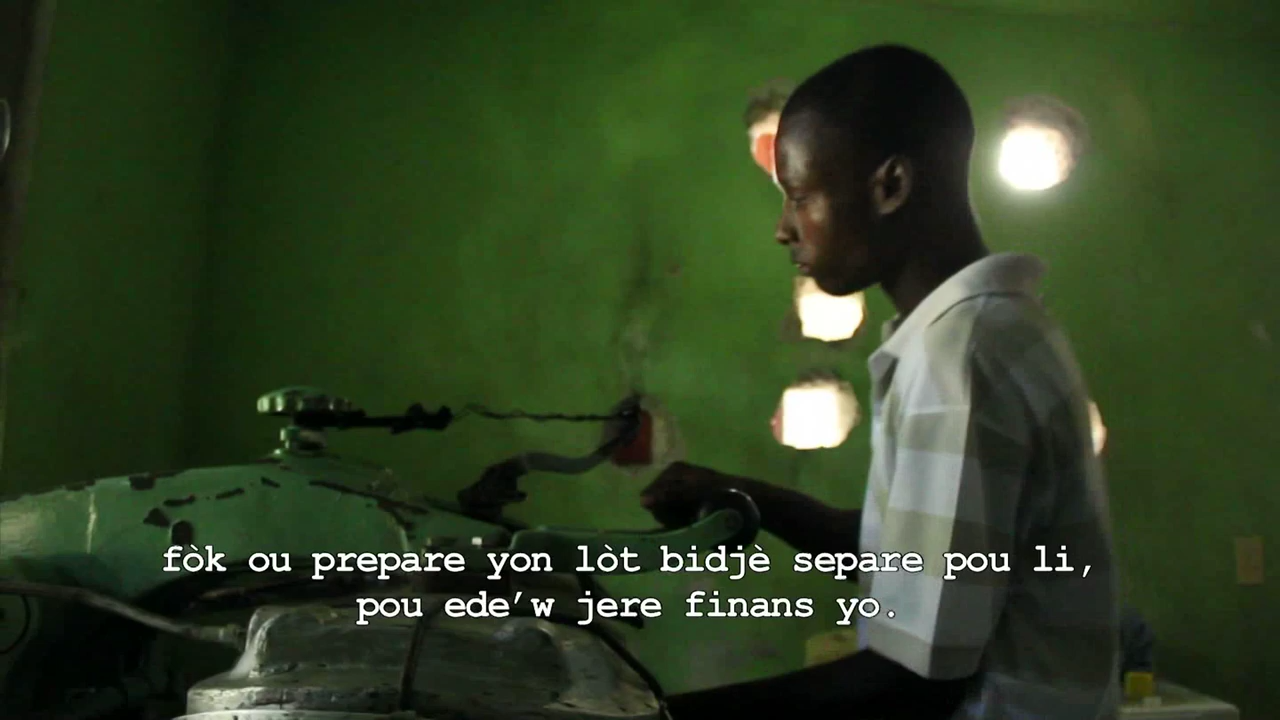 fòk ou prepare yon lòt bidjè separe pou li,
pou ede’w jere finans yo.